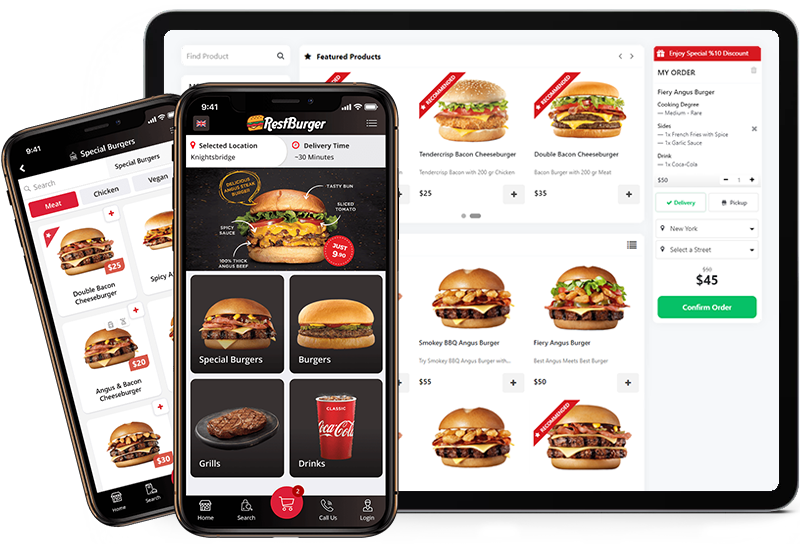 9:41
Special Burgers
Special Burgers
Search
Meat
Chicken
Vegan
$25
Double Bacon
Cheeseburger
Spicy A
$20
Angus & Bacon
Cheeseburger
$30
Home
Search
9:41
RestBurger
Selected Location
Knightsbridge
Delivery Time
~30 Minutes
DELICIOUS
ANGUS STEAK
BURGER
TASTY BUN
SLICED
TOMATO
SPICY
SAUCE
100% THICK
ANGUS BEEF
JUST
9.90
Special Burgers
Burgers
Grills
CLASSIC
Coca-Cola
Drinks
2
Home
Search
Call Us
Login
Find Product
Featured Products
RECOMMENDED
RECOMMENDED
Tendercrisp Bacon Cheeseburger
Tendercrisp Bacon with 200 gr Chicken
$25
Double Bacon Cheeseburger
Bacon Burger with 200 gr Meat
$35
Smokey BBQ Angus Burger
Try Smokey BBQ Angus Burger with...
$55
Fiery Angus Burger
Best Angus Meets Best Burger
$50
RECOMMENDED
Enjoy Special %10 Discount
MY ORDER
Fiery Angus Burger
Cooking Degree
— Medium - Rare
Sides
— 1x French Fries with Spice
— 1x Garlic Sauce
Drink
— 1x Coca-Cola
$50
- 1 +
Delivery
Pickup
New York
Select a Street
$50
$45
Confirm Order